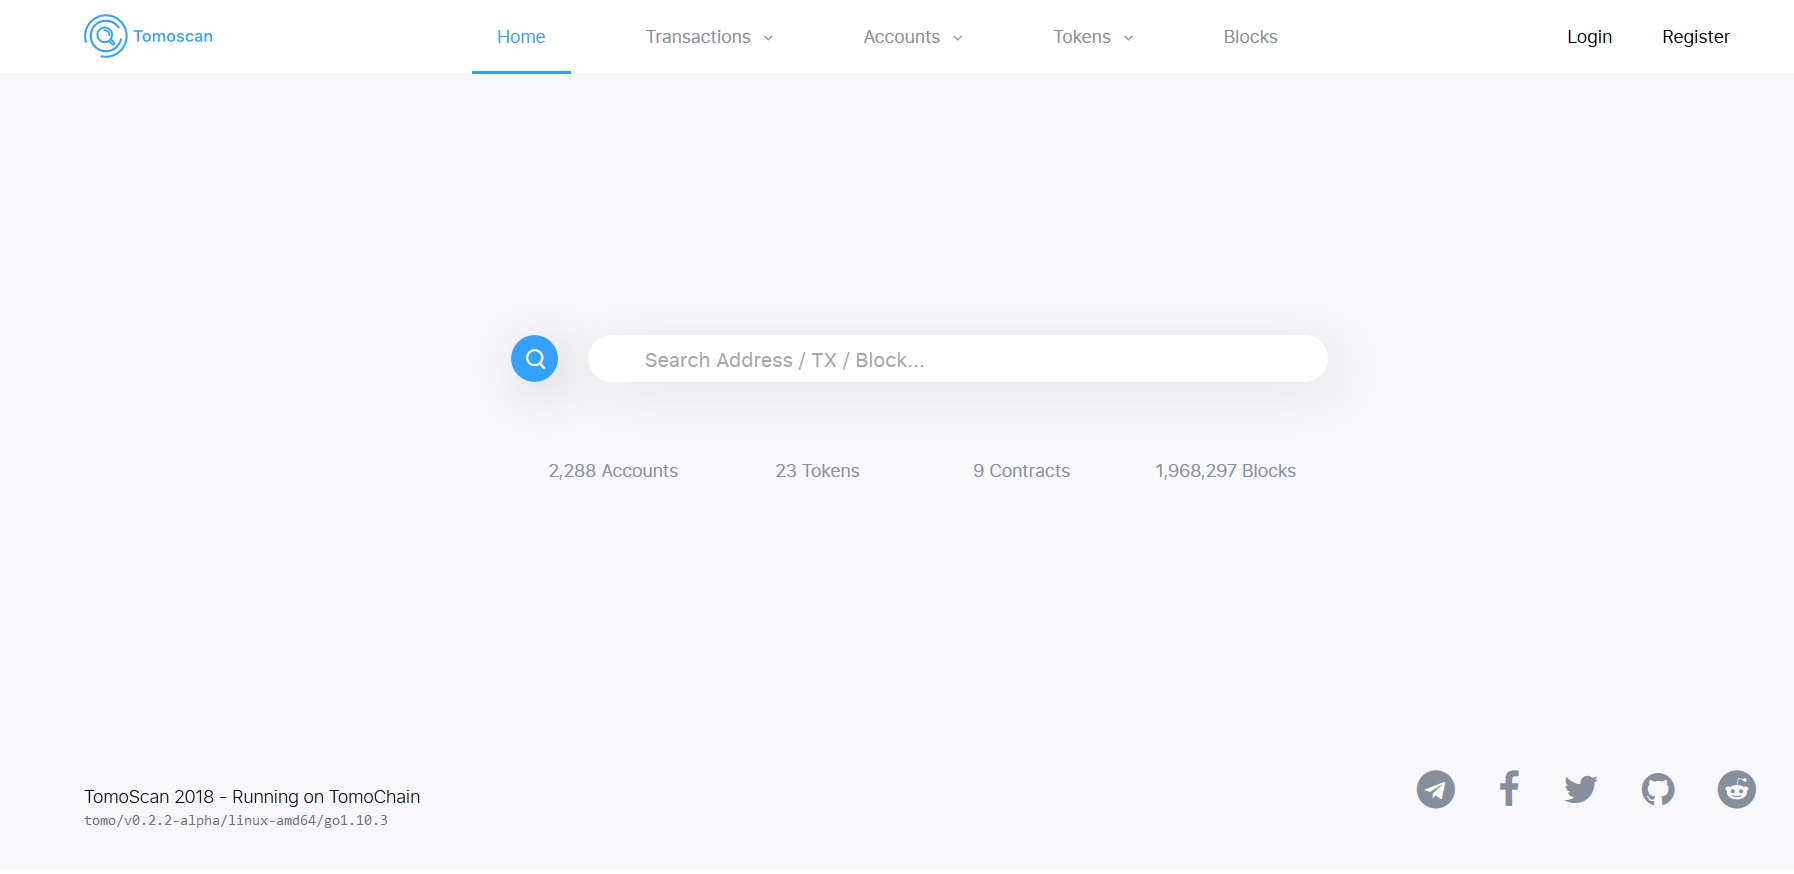 Tomoscan
Home
Transactions
Accounts
Tokens
Blocks
Login
Register
Search Address / TX / Block...
2,288 Accounts
23 Tokens
9 Contracts
1,968,297 Blocks
TomoScan 2018 - Running on TomoChain
tomo/v0.2.2-alpha/linux-amd64/go1.10.3